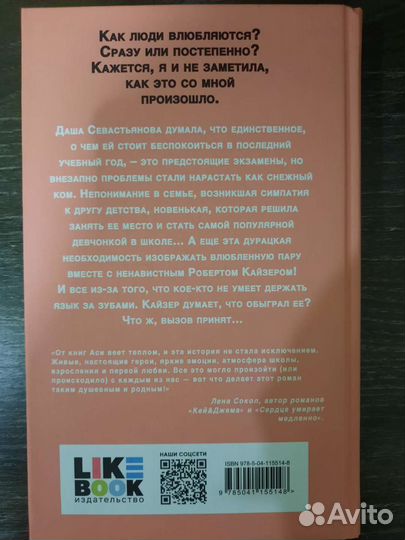 Как люди влюбляются?
Сразу или постепенно?
Кажется, я и не заметила,
как это со мной
произошло.
Даша Севастьянова думала, что единственное,
о чем ей стоит беспокоиться в последний
учебный год, — это предстоящие экзамены, но
внезапно проблемы стали нарастать как снежный
ком. Непонимание в семье, возникшая симпатия
к другу детства, новенькая, которая решила
занять ее место и стать самой популярной
девчонкой в школе... А еще эта дурацкая
необходимость изображать влюбленную пару
вместе с ненавистным Робертом Кайзером!
И все из-за того, что кое-кто не умеет держать
язык за зубами. Кайзер думает, что обыграл ее?
Что ж, вызов принят...
«От книг Аси веет теплом, и эта история не стала исключением.
Живые, настоящие герои, яркие эмоции, атмосфера школы,
взросления и первой любви. Все это могло произойти (или
происходило) с каждым из нас — вот что делает этот роман
таким душевным и родным!»
Лена Сокол, автор романов
«Кей&Джема» и «Сердце умирает
медленно».
НАШИ СОЦСЕТИ
LIKE
BOOK
издательство
ISBN 978-5-04-115514-8
9 785041 155148 >
Avito